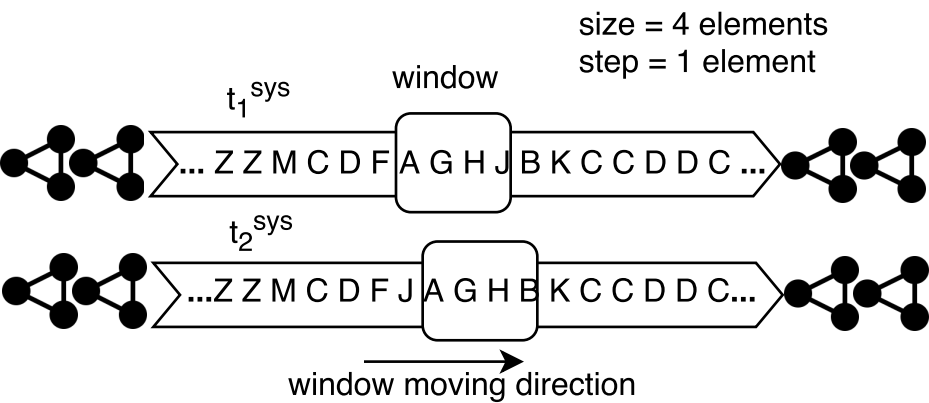 size = 4 elements
step = 1 element
window
t₁ˢʸˢ
... Z Z M C D F A G H J B K C C D D C ...
t₂ˢʸˢ
...Z Z M C D F J A G H B K C C D D C...
window moving direction